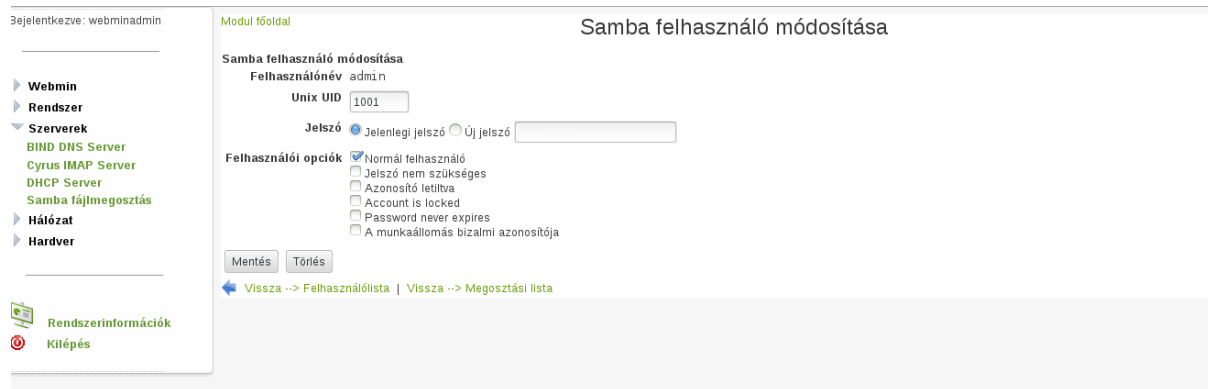 Bejelentkezve: webminadmin
Webmin
Rendszer
Szerverek
BIND DNS Server
Cyrus IMAP Server
DHCP Server
Samba fájlmegosztás
Hálózat
Hardver
Rendszerinformációk
Kilépés
Modul főoldal
Samba felhasználó módosítása
Samba felhasználó módosítása
Felhasználónév admin
Unix UID 1001
Jelszó Jelenlegi jelszó Új jelszó
Felhasználói opciók Normál felhasználó
Jelszó nem szükséges
Azonosító letiltva
Account is locked
Password never expires
A munkaállomás bizalmi azonosítója
Mentés Törlés
Vissza --> Felhasználólista | Vissza --> Megosztási lista